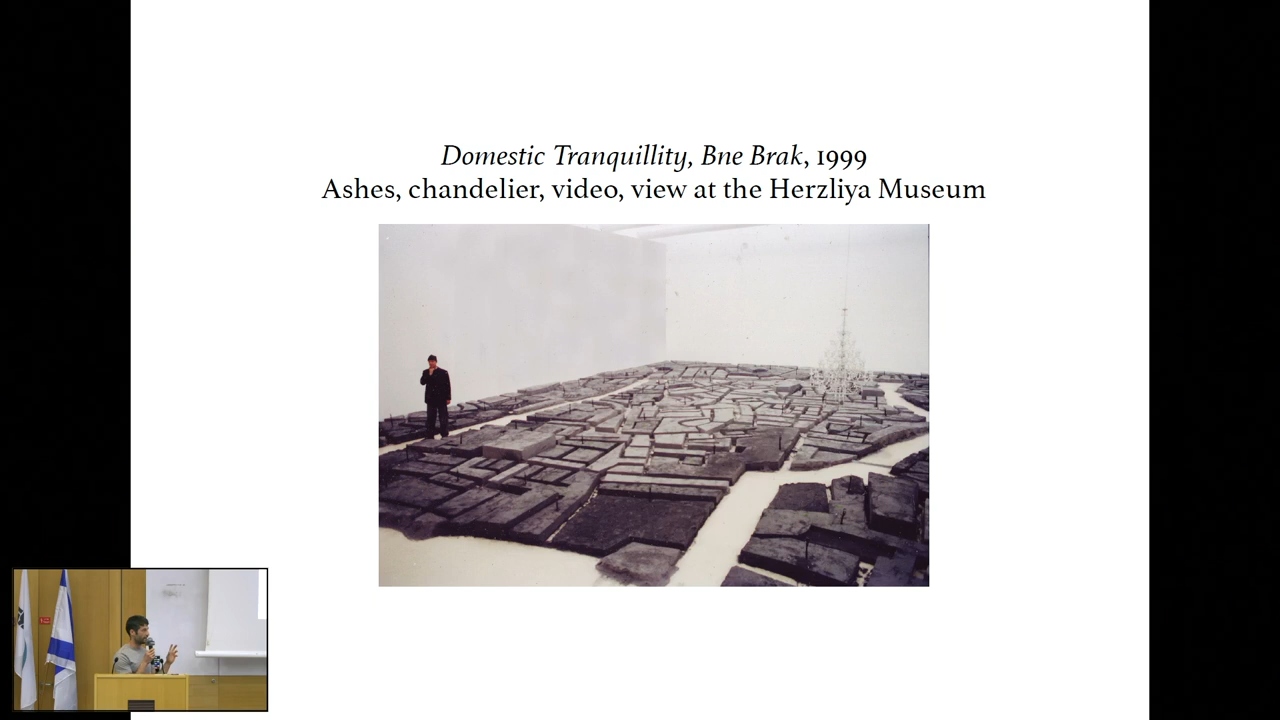 Domestic Tranquillity, Bne Brak, 1999
Ashes, chandelier, video, view at the Herzliya Museum